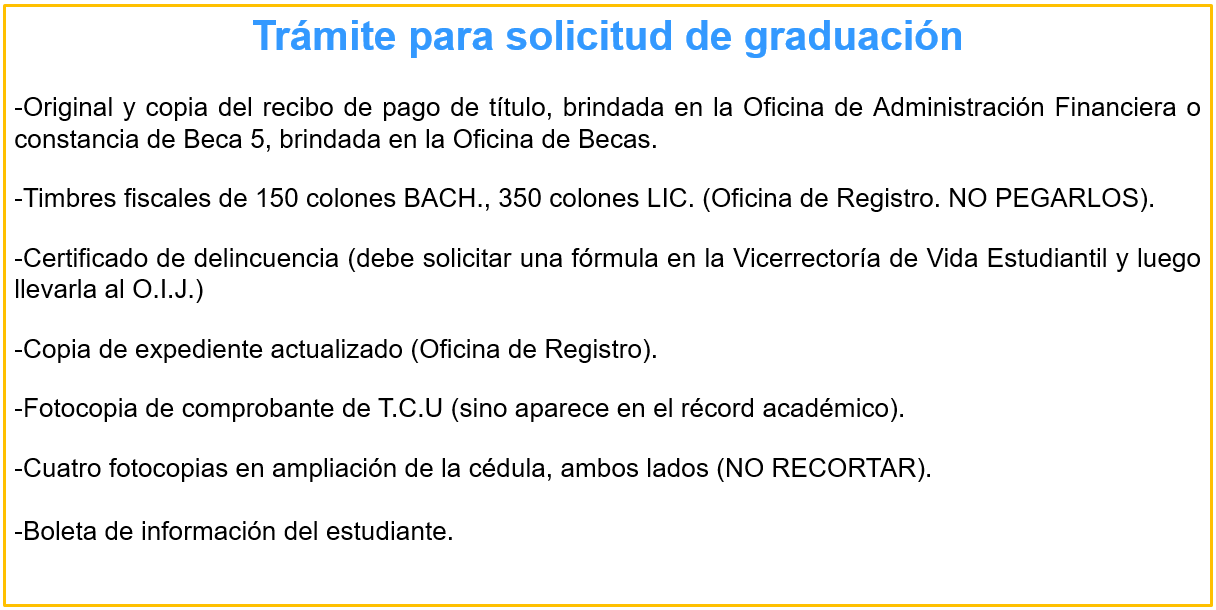 Trámite para solicitud de graduación
-Original y copia del recibo de pago de título, brindada en la Oficina de Administración Financiera o
constancia de Beca 5, brindada en la Oficina de Becas.
-Timbres fiscales de 150 colones BACH., 350 colones LIC. (Oficina de Registro. NO PEGARLOS).
-Certificado de delincuencia (debe solicitar una fórmula en la Vicerrectoría de Vida Estudiantil y luego
llevarla al O.I.J.)
-Copia de expediente actualizado (Oficina de Registro).
-Fotocopia de comprobante de T.C.U (sino aparece en el récord académico).
-Cuatro fotocopias en ampliación de la cédula, ambos lados (NO RECORTAR).
-Boleta de información del estudiante.